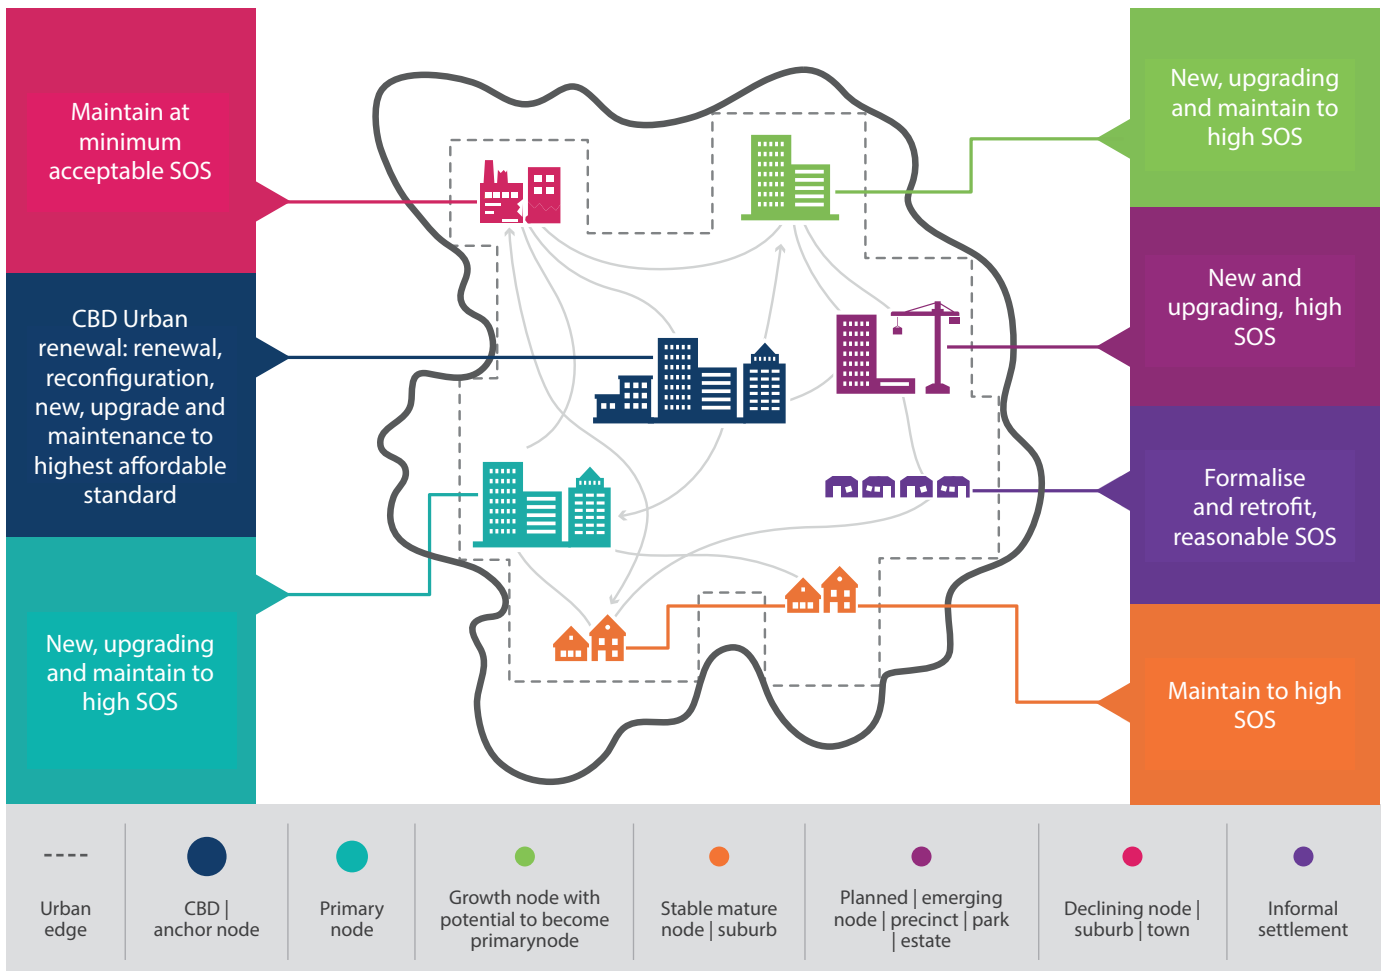 Maintain at
minimum
acceptable SOS
CBD Urban
renewal: renewal,
reconfiguration,
new, upgrade and
maintenance to
highest affordable
standard
New, upgrading
and maintain to
high SOS
New, upgrading
and maintain to
high SOS
New and
upgrading, high
SOS
Formalise
and retrofit,
reasonable SOS
Maintain to high
SOS
Urban
edge
CBD |
anchor node
Primary
node
Growth node with
potential to become
primarynode
Stable mature
node | suburb
Planned | emerging
node | precinct | park
| estate
Declining node |
suburb | town
Informal
settlement